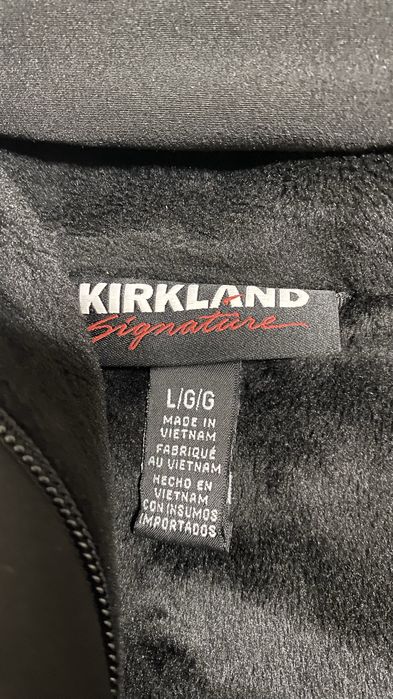 KIRKLAND
Signature
L/G/G
MADE IN
VIETNAM
FABRIQUÉ
AU VIETNAM
HECHO EN
VIETNAM
CON INSUMOS
IMPORTADOS